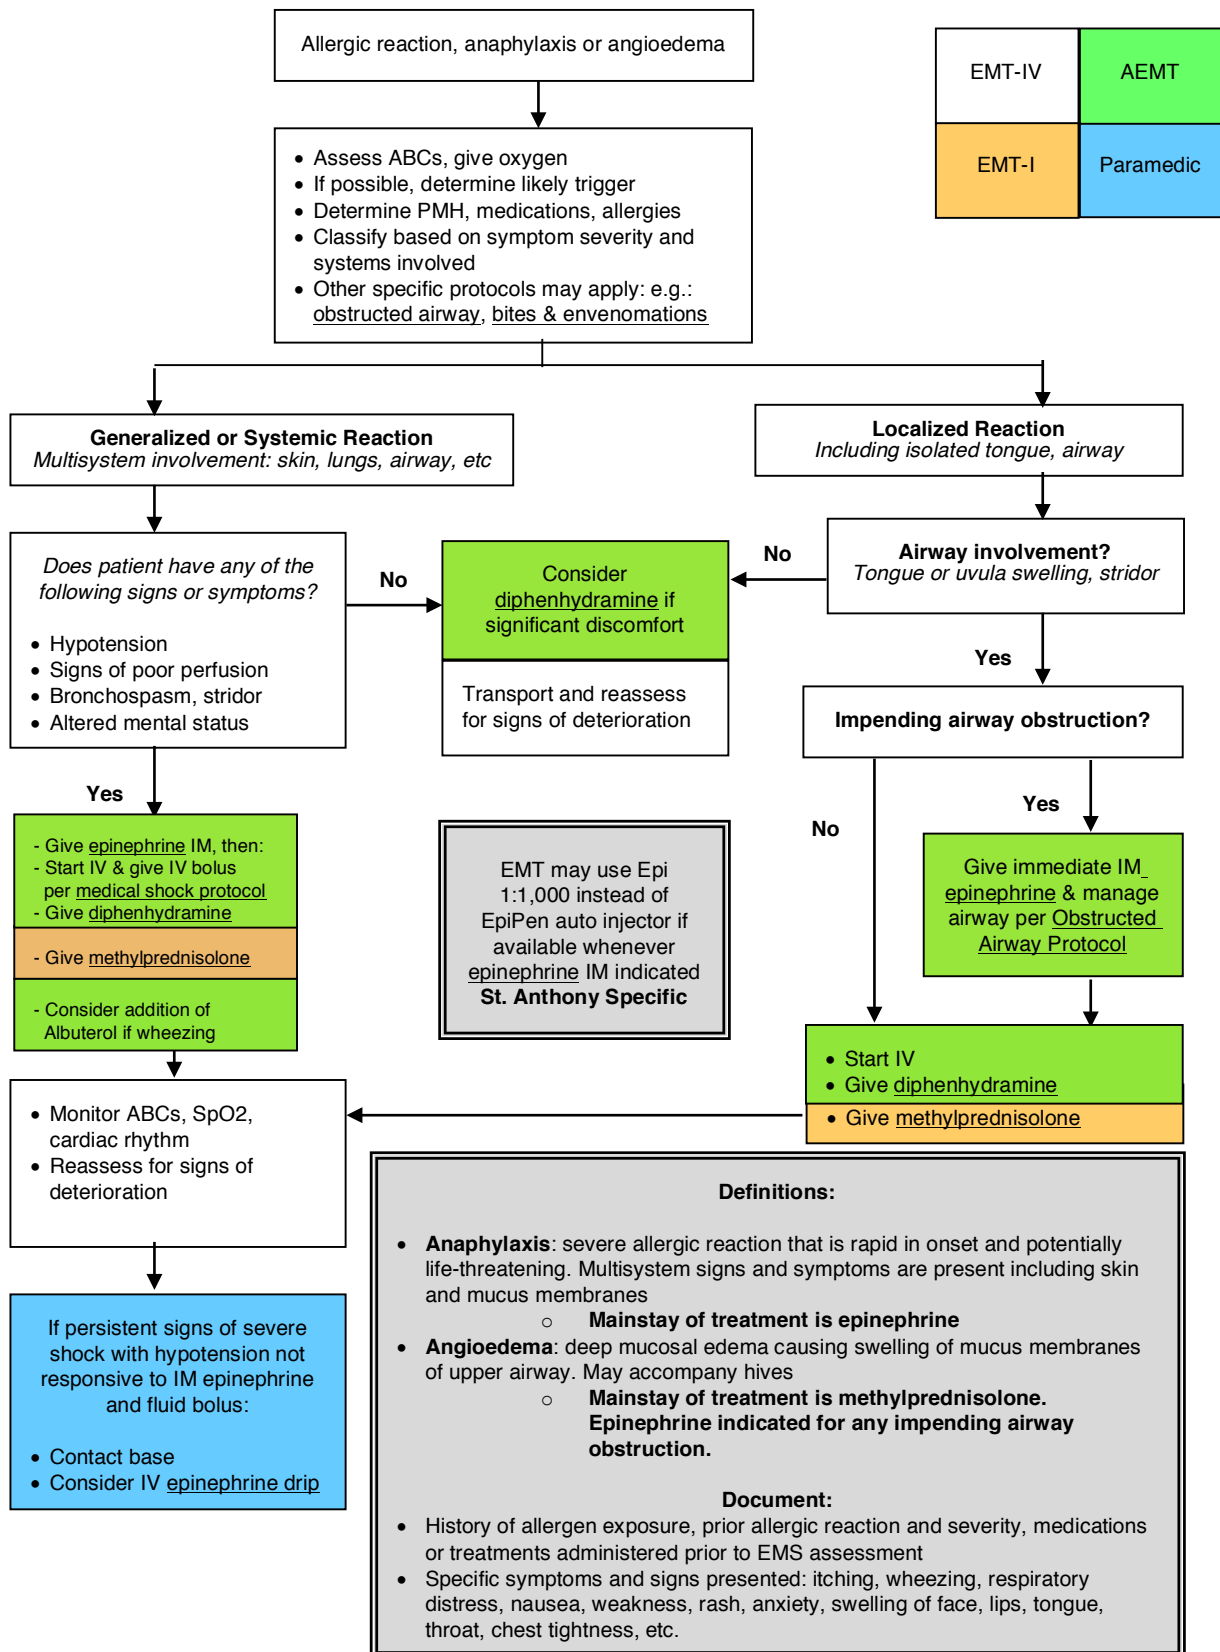 Allergic reaction, anaphylaxis or angioedema
EMT-IV
AEMT
EMT-I
Paramedic
• Assess ABCs, give oxygen
• If possible, determine likely trigger
• Determine PMH, medications, allergies
• Classify based on symptom severity and
systems involved
• Other specific protocols may apply: e.g.:
obstructed airway, bites & envenomations
Generalized or Systemic Reaction
Multisystem involvement: skin, lungs, airway, etc
Localized Reaction
Including isolated tongue, airway
Does patient have any of the
following signs or symptoms?
• Hypotension
• Signs of poor perfusion
• Bronchospasm, stridor
• Altered mental status
No
Consider
diphenhydramine if
significant discomfort
Transport and reassess
for signs of deterioration
No
Airway involvement?
Tongue or uvula swelling, stridor
Yes
Impending airway obstruction?
Yes
No
Yes
- Give epinephrine IM, then:
- Start IV & give IV bolus
per medical shock protocol
- Give diphenhydramine
- Give methylprednisolone
- Consider addition of
Albuterol if wheezing
EMT may use Epi
1:1,000 instead of
EpiPen auto injector if
available whenever
epinephrine IM indicated
St. Anthony Specific
Give immediate IM
epinephrine & manage
airway per Obstructed
Airway Protocol
• Start IV
• Give diphenhydramine
• Give methylprednisolone
• Monitor ABCs, SpO2,
cardiac rhythm
• Reassess for signs of
deterioration
If persistent signs of severe
shock with hypotension not
responsive to IM epinephrine
and fluid bolus:
• Contact base
• Consider IV epinephrine drip
Definitions:
• Anaphylaxis: severe allergic reaction that is rapid in onset and potentially
life-threatening. Multisystem signs and symptoms are present including skin
and mucus membranes
o Mainstay of treatment is epinephrine
• Angioedema: deep mucosal edema causing swelling of mucus membranes
of upper airway. May accompany hives
o Mainstay of treatment is methylprednisolone.
Epinephrine indicated for any impending airway
obstruction.
Document:
• History of allergen exposure, prior allergic reaction and severity, medications
or treatments administered prior to EMS assessment
• Specific symptoms and signs presented: itching, wheezing, respiratory
distress, nausea, weakness, rash, anxiety, swelling of face, lips, tongue,
throat, chest tightness, etc.